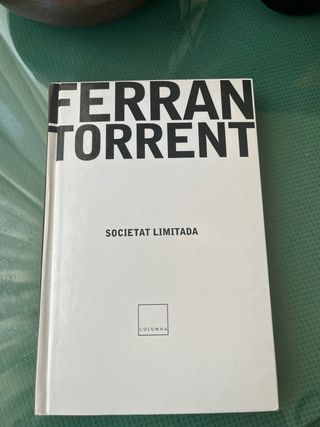 FERRAN
TORRENT
SOCIETAT LIMITADA
COLUMNA